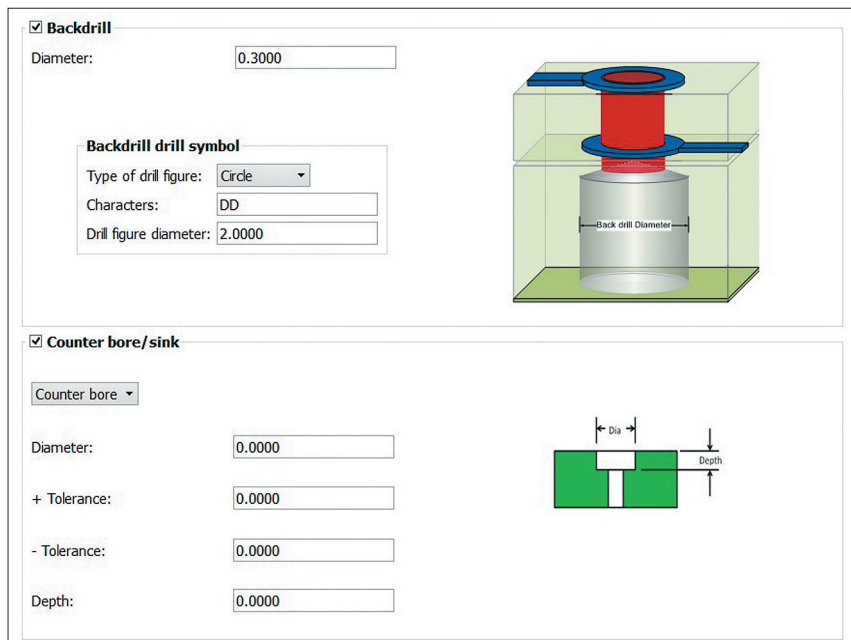 Backdrill
Diameter: 0.3000
Backdrill drill symbol
Type of drill figure: Circle
Characters: DD
Drill figure diameter: 2.0000
Back drill Diameter
Counter bore/sink
Counter bore
Diameter: 0.0000
+ Tolerance: 0.0000
- Tolerance: 0.0000
Depth: 0.0000
Dia
Depth